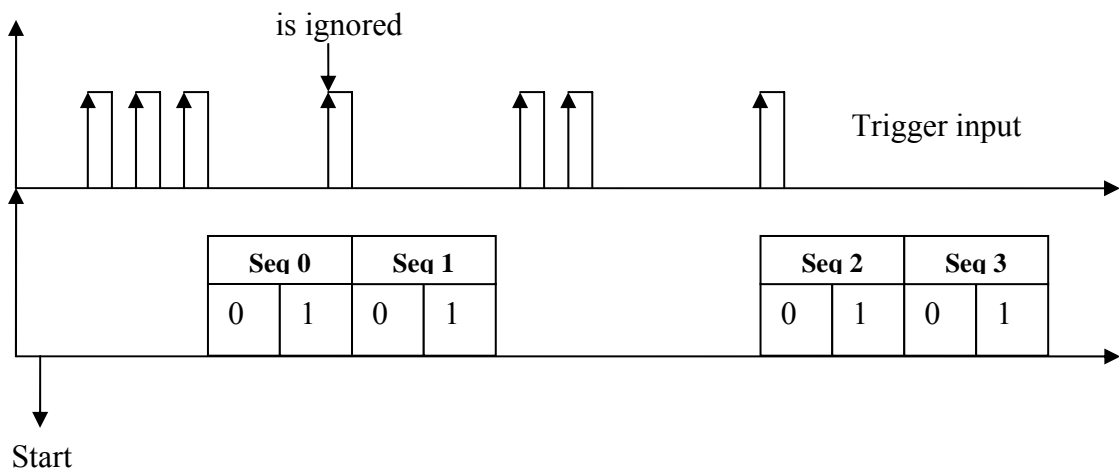 is ignored
Trigger input
Seq 0 Seq 1 Seq 2 Seq 3
0 1 0 1 0 1 0 1
Start